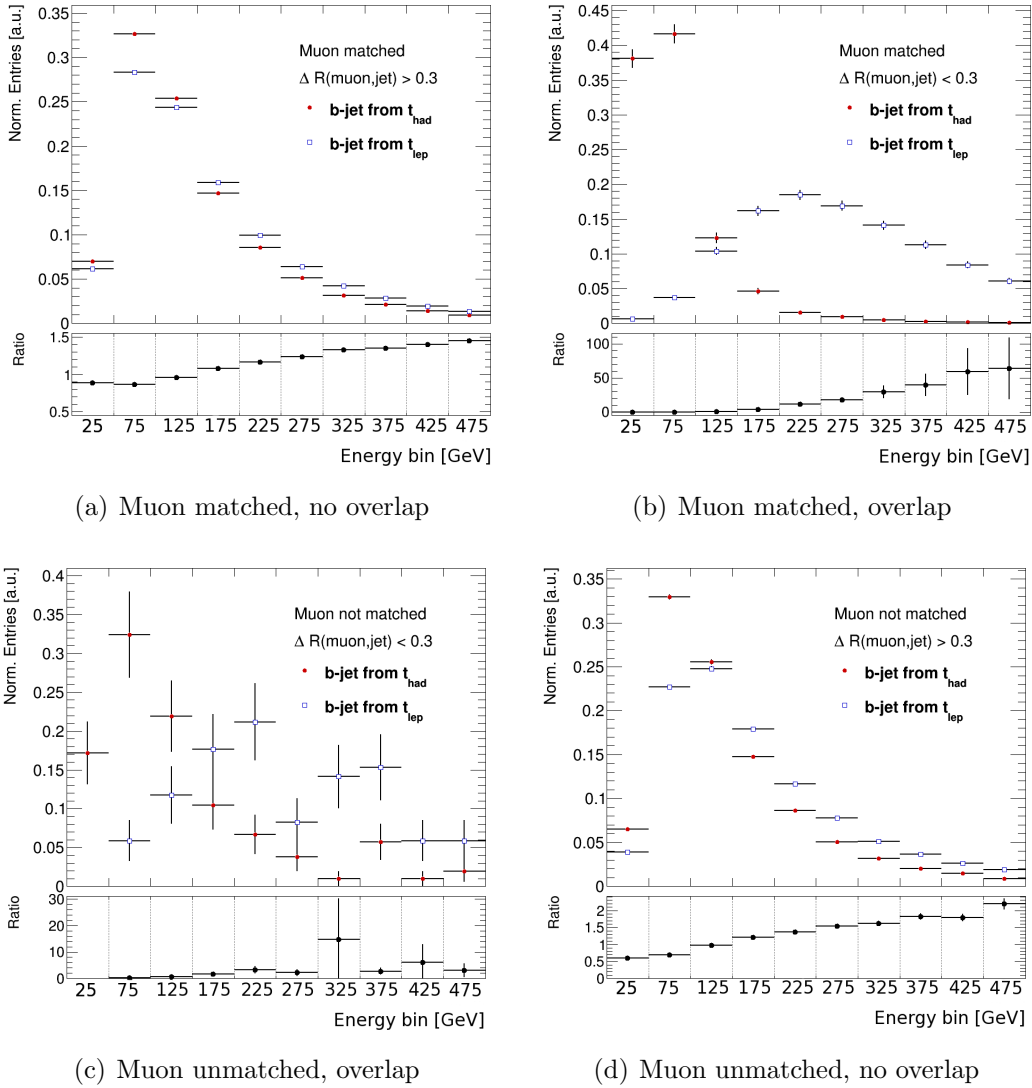 Norm. Entries [a.u.]
0.35
0.3
0.25
0.2
0.15
0.1
0.05
0
Muon matched
Δ R(muon,jet) > 0.3
b-jet from t_had
b-jet from t_lep
Ratio
1.5
1
0.5
25 75 125 175 225 275 325 375 425 475
Energy bin [GeV]
(a) Muon matched, no overlap
Norm. Entries [a.u.]
0.45
0.4
0.35
0.3
0.25
0.2
0.15
0.1
0.05
0
Muon matched
Δ R(muon,jet) < 0.3
b-jet from t_had
b-jet from t_lep
Ratio
100
50
0
25 75 125 175 225 275 325 375 425 475
Energy bin [GeV]
(b) Muon matched, overlap
Norm. Entries [a.u.]
0.4
0.35
0.3
0.25
0.2
0.15
0.1
0.05
0
Muon not matched
Δ R(muon,jet) < 0.3
b-jet from t_had
b-jet from t_lep
Ratio
30
20
10
0
25 75 125 175 225 275 325 375 425 475
Energy bin [GeV]
(c) Muon unmatched, overlap
Norm. Entries [a.u.]
0.35
0.3
0.25
0.2
0.15
0.1
0.05
0
Muon not matched
Δ R(muon,jet) > 0.3
b-jet from t_had
b-jet from t_lep
Ratio
2
1.5
1
0.5
0
25 75 125 175 225 275 325 375 425 475
Energy bin [GeV]
(d) Muon unmatched, no overlap